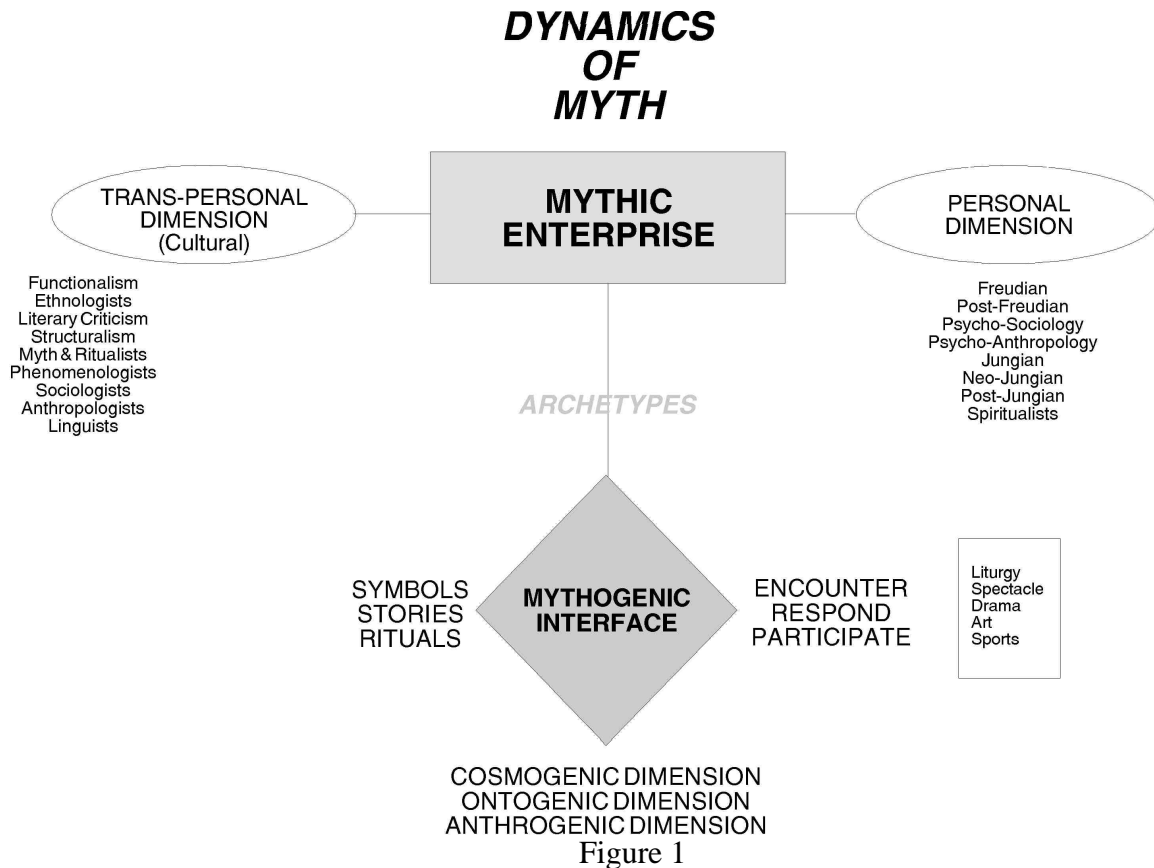 DYNAMICS
OF
MYTH
TRANS-PERSONAL
DIMENSION
(Cultural)
MYTHIC
ENTERPRISE
PERSONAL
DIMENSION
Functionalism
Ethnologists
Literary Criticism
Structuralism
Myth & Ritualists
Phenomenologists
Sociologists
Anthropologists
Linguists
Freudian
Post-Freudian
Psycho-Sociology
Psycho-Anthropology
Jungian
Neo-Jungian
Post-Jungian
Spiritualists
ARCHETYPES
SYMBOLS
STORIES
RITUALS
MYTHOGENIC
INTERFACE
ENCOUNTER
RESPOND
PARTICIPATE
Liturgy
Spectacle
Drama
Art
Sports
COSMOGENIC DIMENSION
ONTOGENIC DIMENSION
ANTHROGENIC DIMENSION
Figure 1